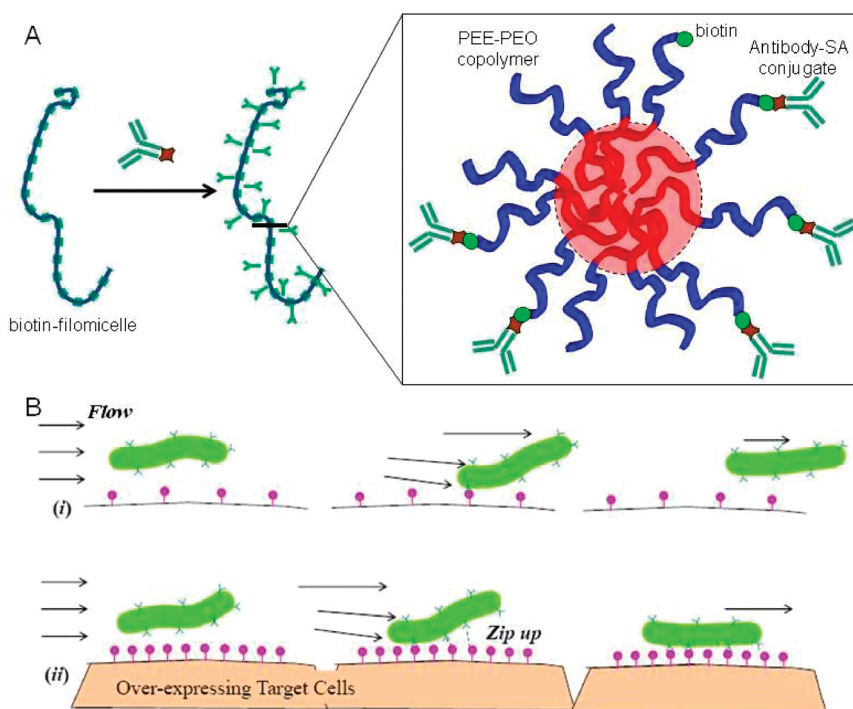 A
PEE-PEO
copolymer
biotin
Antibody-SA
conjugate
biotin-filomicelle
B
Flow
(i)
Zip up
(ii)
Over-expressing Target Cells